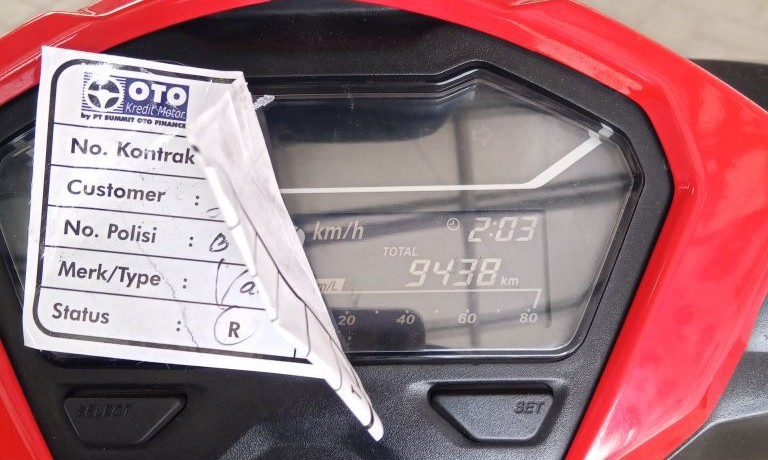 OTO
Kredit Motor
by PT SUMMIT OTO FINANCE
No. Kontrak
Customer :
No. Polisi : B
Merk/Type :
Status : R
km/h 2:03
TOTAL
9438 km
m/L
20 40 60 80
SELECT
SET